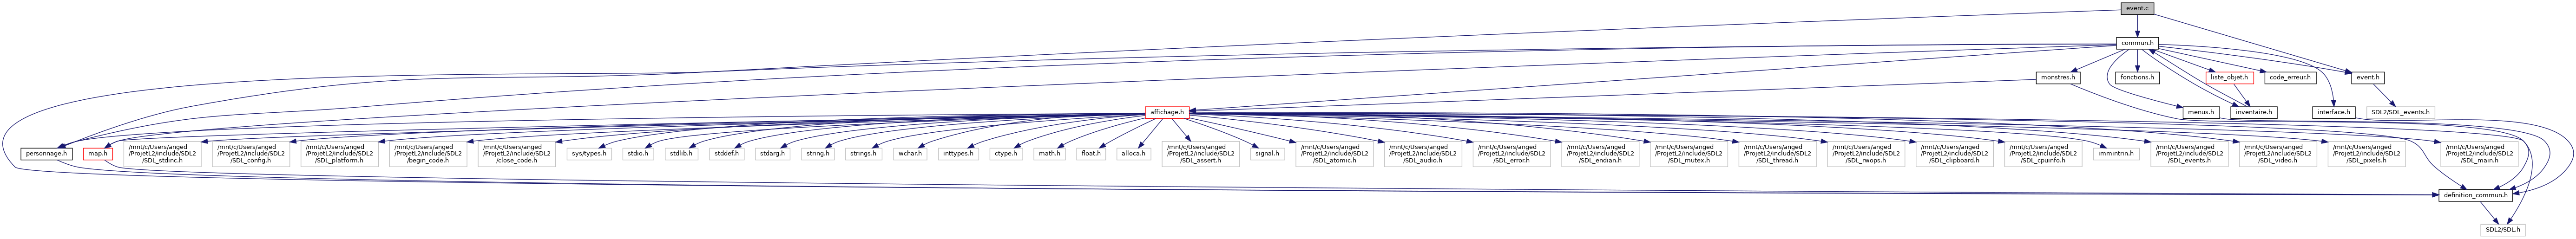 event.c
commun.h
monstres.h
fonctions.h
liste_objet.h
code_erreur.h
event.h
affichage.h
menus.h
inventaire.h
interface.h
SDL2/SDL_events.h
personnage.h
map.h
/mnt/c/Users/anged
/ProjetL2/include/SDL2
/SDL_stdinc.h
/mnt/c/Users/anged
/ProjetL2/include/SDL2
/SDL_config.h
/mnt/c/Users/anged
/ProjetL2/include/SDL2
/SDL_platform.h
/mnt/c/Users/anged
/ProjetL2/include/SDL2
/begin_code.h
/mnt/c/Users/anged
/ProjetL2/include/SDL2
/close_code.h
sys/types.h
stdio.h
stdlib.h
stddef.h
stdarg.h
string.h
strings.h
wchar.h
inttypes.h
ctype.h
math.h
float.h
alloca.h
/mnt/c/Users/anged
/ProjetL2/include/SDL2
/SDL_assert.h
signal.h
/mnt/c/Users/anged
/ProjetL2/include/SDL2
/SDL_atomic.h
/mnt/c/Users/anged
/ProjetL2/include/SDL2
/SDL_audio.h
/mnt/c/Users/anged
/ProjetL2/include/SDL2
/SDL_error.h
/mnt/c/Users/anged
/ProjetL2/include/SDL2
/SDL_endian.h
/mnt/c/Users/anged
/ProjetL2/include/SDL2
/SDL_mutex.h
/mnt/c/Users/anged
/ProjetL2/include/SDL2
/SDL_thread.h
/mnt/c/Users/anged
/ProjetL2/include/SDL2
/SDL_rwops.h
/mnt/c/Users/anged
/ProjetL2/include/SDL2
/SDL_clipboard.h
/mnt/c/Users/anged
/ProjetL2/include/SDL2
/SDL_cpuinfo.h
immintrin.h
/mnt/c/Users/anged
/ProjetL2/include/SDL2
/SDL_events.h
/mnt/c/Users/anged
/ProjetL2/include/SDL2
/SDL_video.h
/mnt/c/Users/anged
/ProjetL2/include/SDL2
/SDL_pixels.h
/mnt/c/Users/anged
/ProjetL2/include/SDL2
/SDL_main.h
definition_commun.h
SDL2/SDL.h